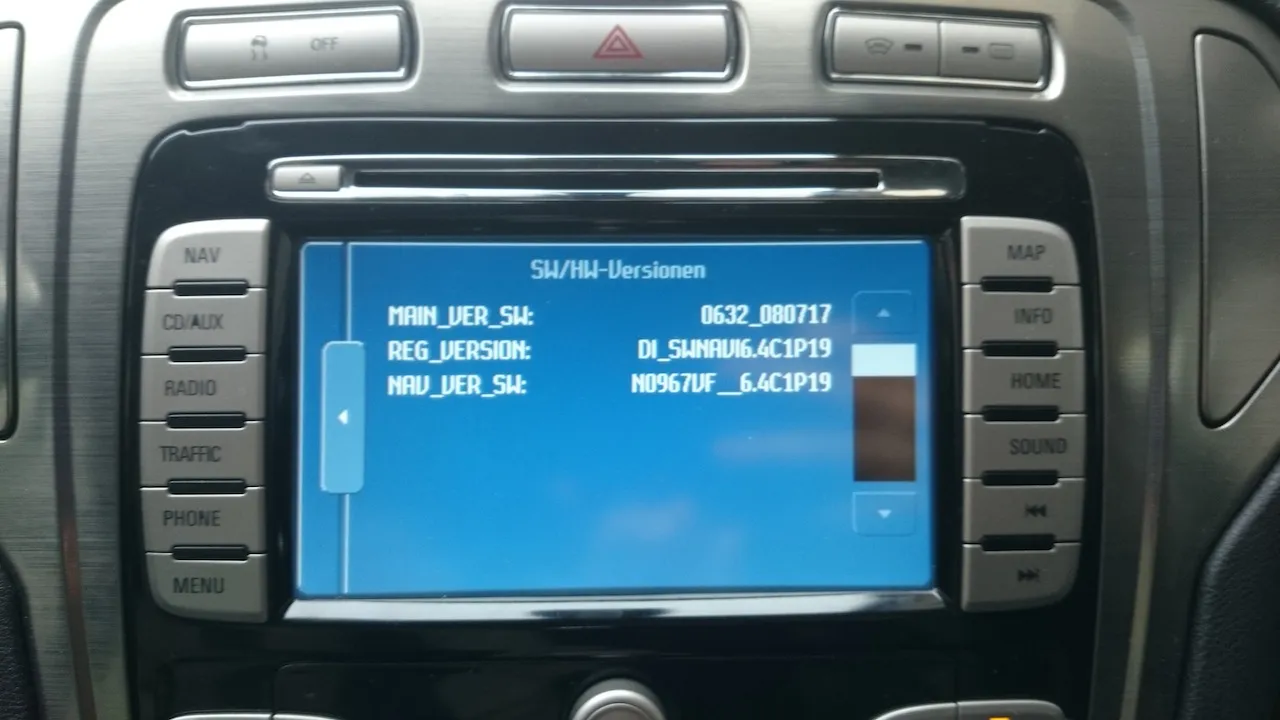 OFF
SW/HW-Versionen
MAIN_VER_SW: 0632_080717
REG_VERSION: DI_SWNAVI6.4C1P19
NAV_VER_SW: N0967VF__6.4C1P19
NAV
CD/AUX
RADIO
TRAFFIC
PHONE
MENU
MAP
INFO
HOME
SOUND